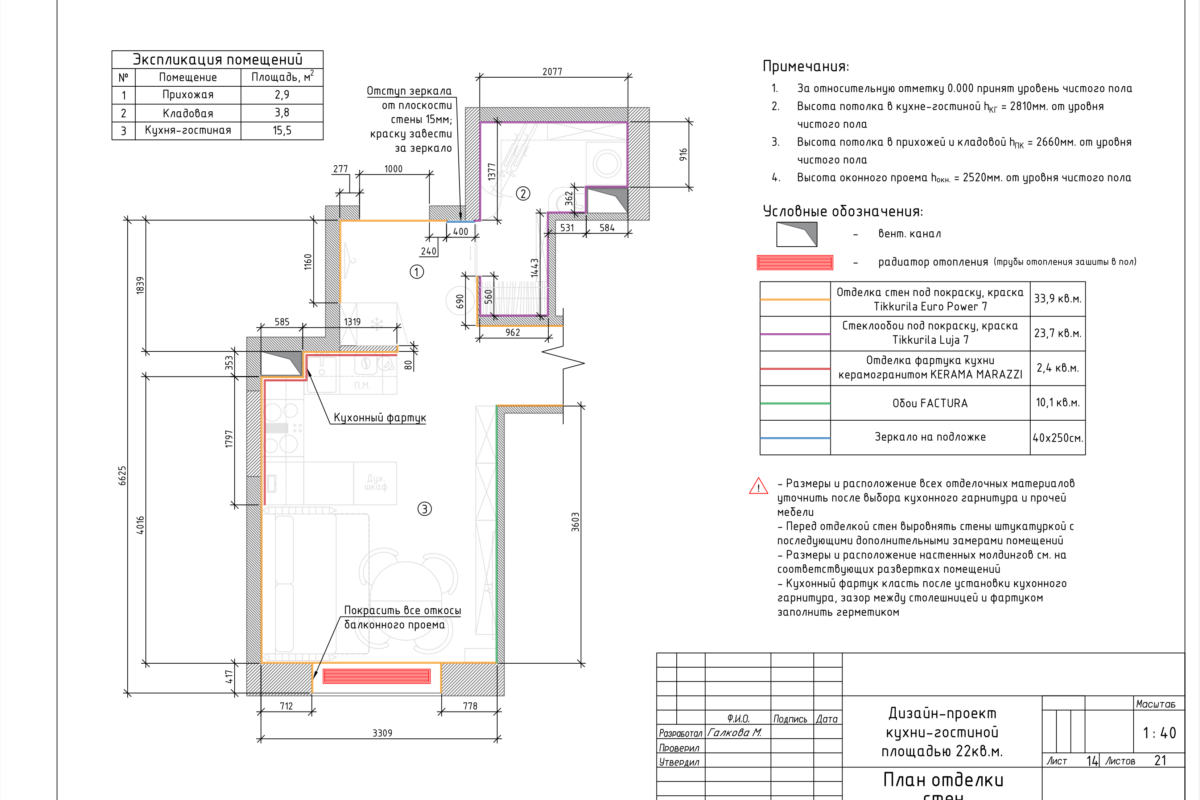 Экспликация помещений
№ Помещение Площадь, м²
1 Прихожая 2,9
2 Кладовая 3,8
3 Кухня-гостиная 15,5
Отступ зеркала
от плоскости
стены 15мм;
краску завести
за зеркало
2077
916
1377
362
531
584
277
1000
400
240
1160
1839
1443
690
560
962
585
1319
353
80
1
2
3
П.М.
Кухонный фартук
1797
Дух.
шкаф
6625
4016
3603
Покрасить все откосы
балконного проема
417
712
778
3309
Примечания:
1. За относительную отметку 0.000 принят уровень чистого пола
2. Высота потолка в кухне-гостиной hКГ = 2810мм. от уровня
чистого пола
3. Высота потолка в прихожей и кладовой hПК = 2660мм. от уровня
чистого пола
4. Высота оконного проема hокн. = 2520мм. от уровня чистого пола
Условные обозначения:
– вент. канал
– радиатор отопления (трубы отопления зашиты в пол)
Отделка стен под покраску, краска
Tikkurila Euro Power 7
33,9 кв.м.
Стеклообои под покраску, краска
Tikkurila Luja 7
23,7 кв.м.
Отделка фартука кухни
керамогранитом KERAMA MARAZZI
2,4 кв.м.
Обои FACTURA
10,1 кв.м.
Зеркало на подложке
40х250см.
!
– Размеры и расположение всех отделочных материалов
уточнить после выбора кухонного гарнитура и прочей
мебели
– Перед отделкой стен выровнять стены штукатуркой с
последующими дополнительными замерами помещений
– Размеры и расположение настенных молдингов см. на
соответствующих развертках помещений
– Кухонный фартук класть после установки кухонного
гарнитура, зазор между столешницей и фартуком
заполнить герметиком
Ф.И.О. Подпись Дата
Разработал Галкова М.
Проверил
Утвердил
Дизайн-проект
кухни-гостиной
площадью 22кв.м.
Масштаб
1 : 40
Лист 14 Листов 21
План отделки
стен